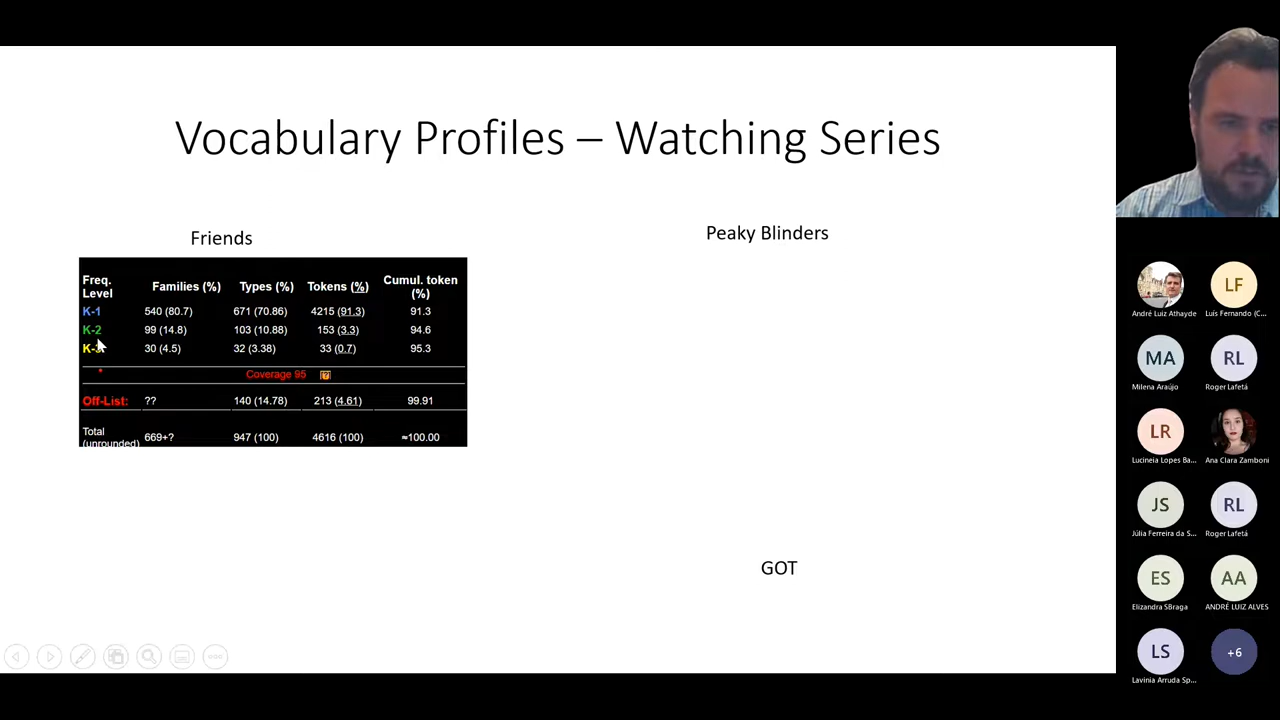 Vocabulary Profiles – Watching Series
Friends
Peaky Blinders
Freq. Level Families (%) Types (%) Tokens (%) Cumul. token (%)
K-1 540 (80.7) 671 (70.86) 4215 (91.3) 91.3
K-2 99 (14.8) 103 (10.88) 153 (3.3) 94.6
30 (4.5) 32 (3.38) 33 (0.7) 95.3
Coverage 95
Off-List: ?? 140 (14.78) 213 (4.61) 99.91
Total (unrounded) 669+? 947 (100) 4616 (100) ≈100.00
GOT
LF
André Luiz Athayde
Luís Fernando (C...
MA
RL
Milena Araújo
Roger Lafetá
LR
Lucineia Lopes Ba...
Ana Clara Zamboni
JS
RL
Júlia Ferreira da S...
Roger Lafetá
ES
AA
Elizandra SBraga
ANDRÉ LUIZ ALVES
LS
+6
Lavínia Arruda Sp...